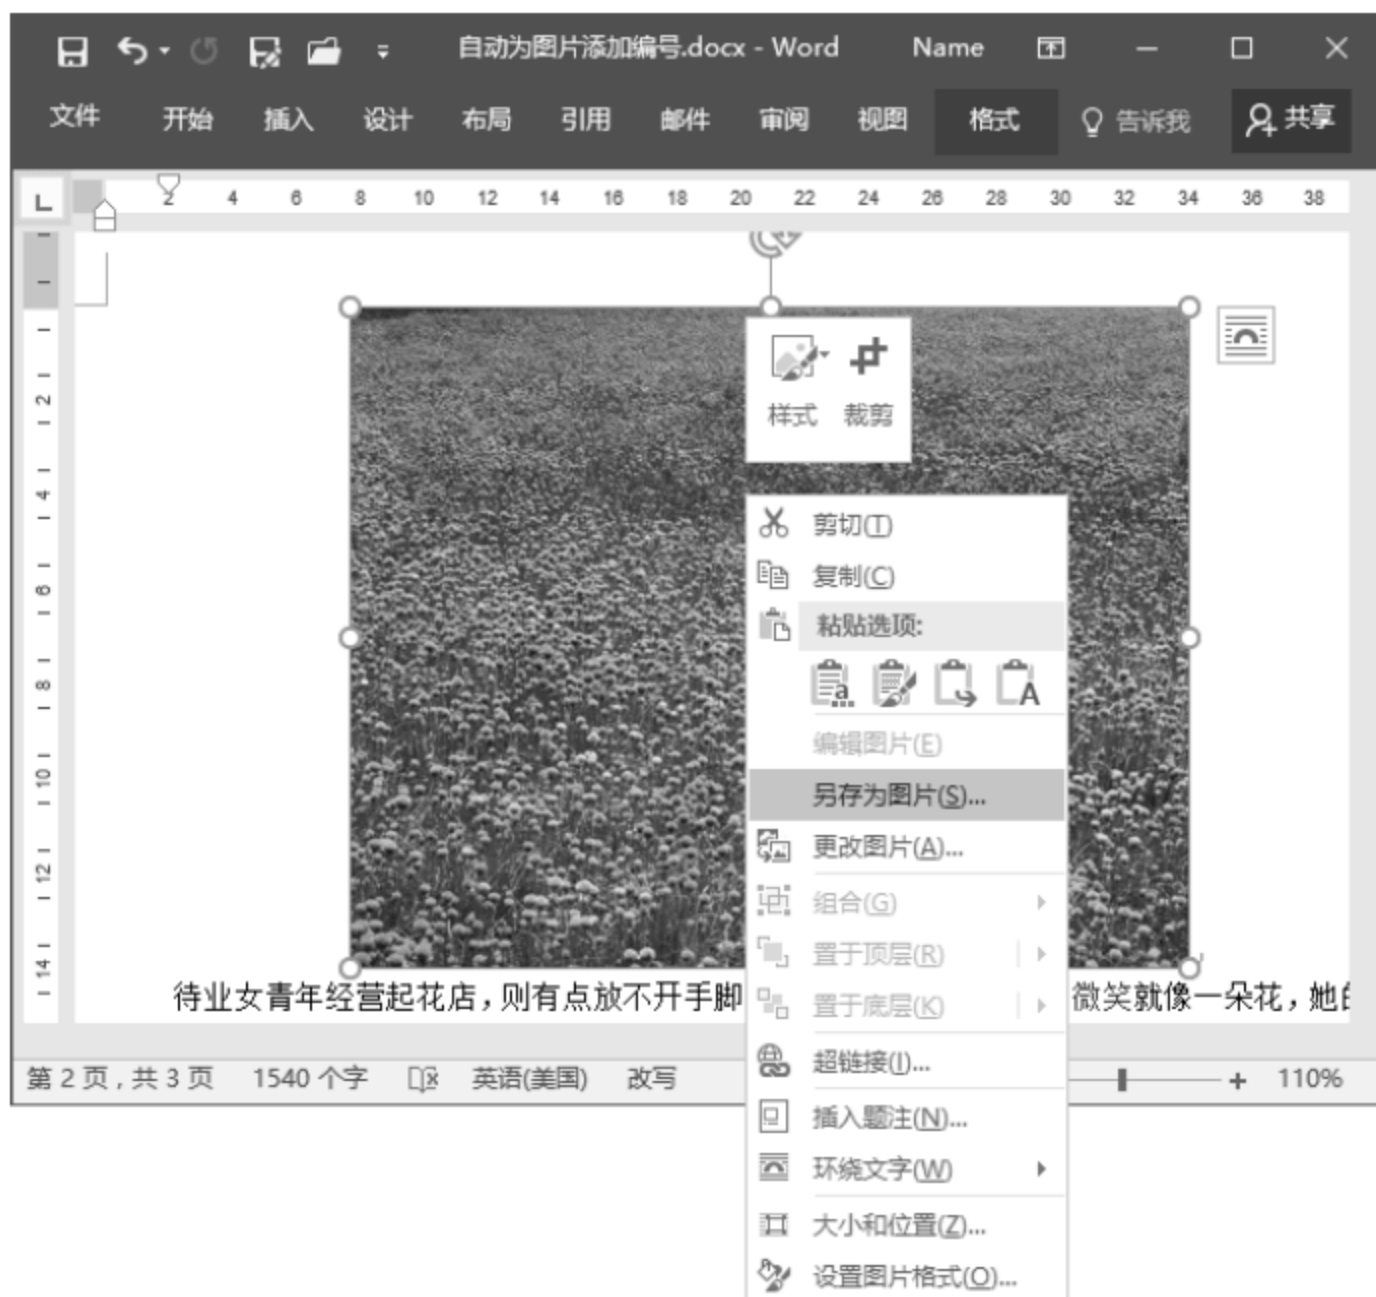 自动为图片添加编号.docx - Word Name
文件 开始 插入 设计 布局 引用 邮件 审阅 视图 格式 告诉我 共享
L 2 4 6 8 10 12 14 16 18 20 22 24 26 28 30 32 34 36 38
样式 裁剪
2
4
6
8
10
12
14
剪切(T)
复制(C)
粘贴选项:
编辑图片(E)
另存为图片(S)...
更改图片(A)...
组合(G)
置于顶层(R)
置于底层(K)
超链接(I)...
插入题注(N)...
环绕文字(W)
大小和位置(Z)...
设置图片格式(O)...
待业女青年经营起花店，则有点放不开手脚 微笑就像一朵花，她
第 2 页，共 3 页 1540 个字 英语(美国) 改写 110%